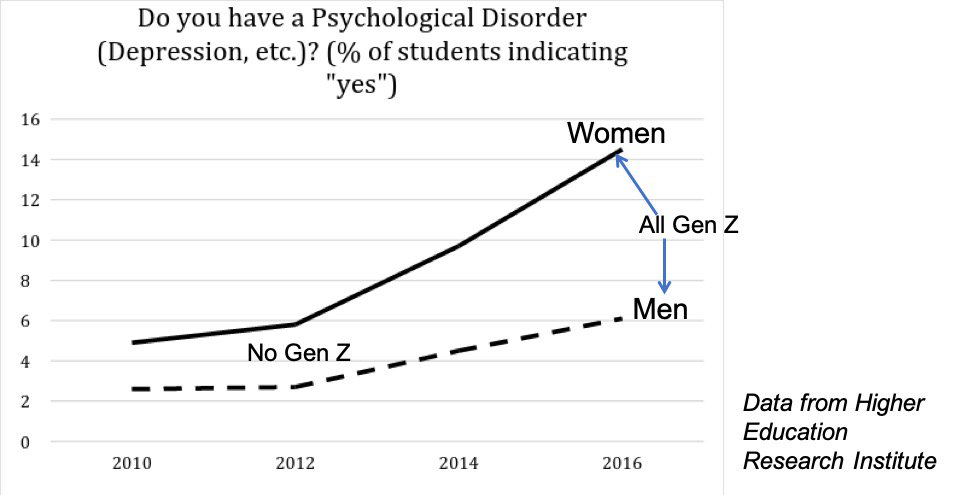 Do you have a Psychological Disorder
(Depression, etc.)? (% of students indicating
"yes")
16
14
12
10
8
6
4
2
0
Women
All Gen Z
Men
No Gen Z
2010
2012
2014
2016
Data from Higher
Education
Research Institute